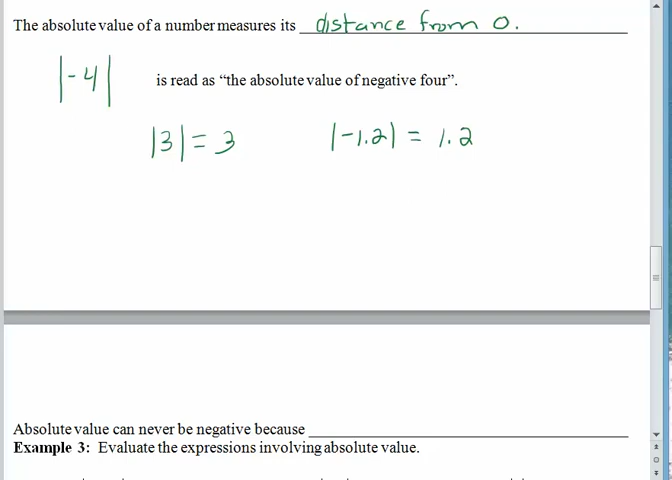 The absolute value of a number measures its distance from 0.
|-4| is read as “the absolute value of negative four”.
|3| = 3 |-1.2| = 1.2
Absolute value can never be negative because
Example 3: Evaluate the expressions involving absolute value.